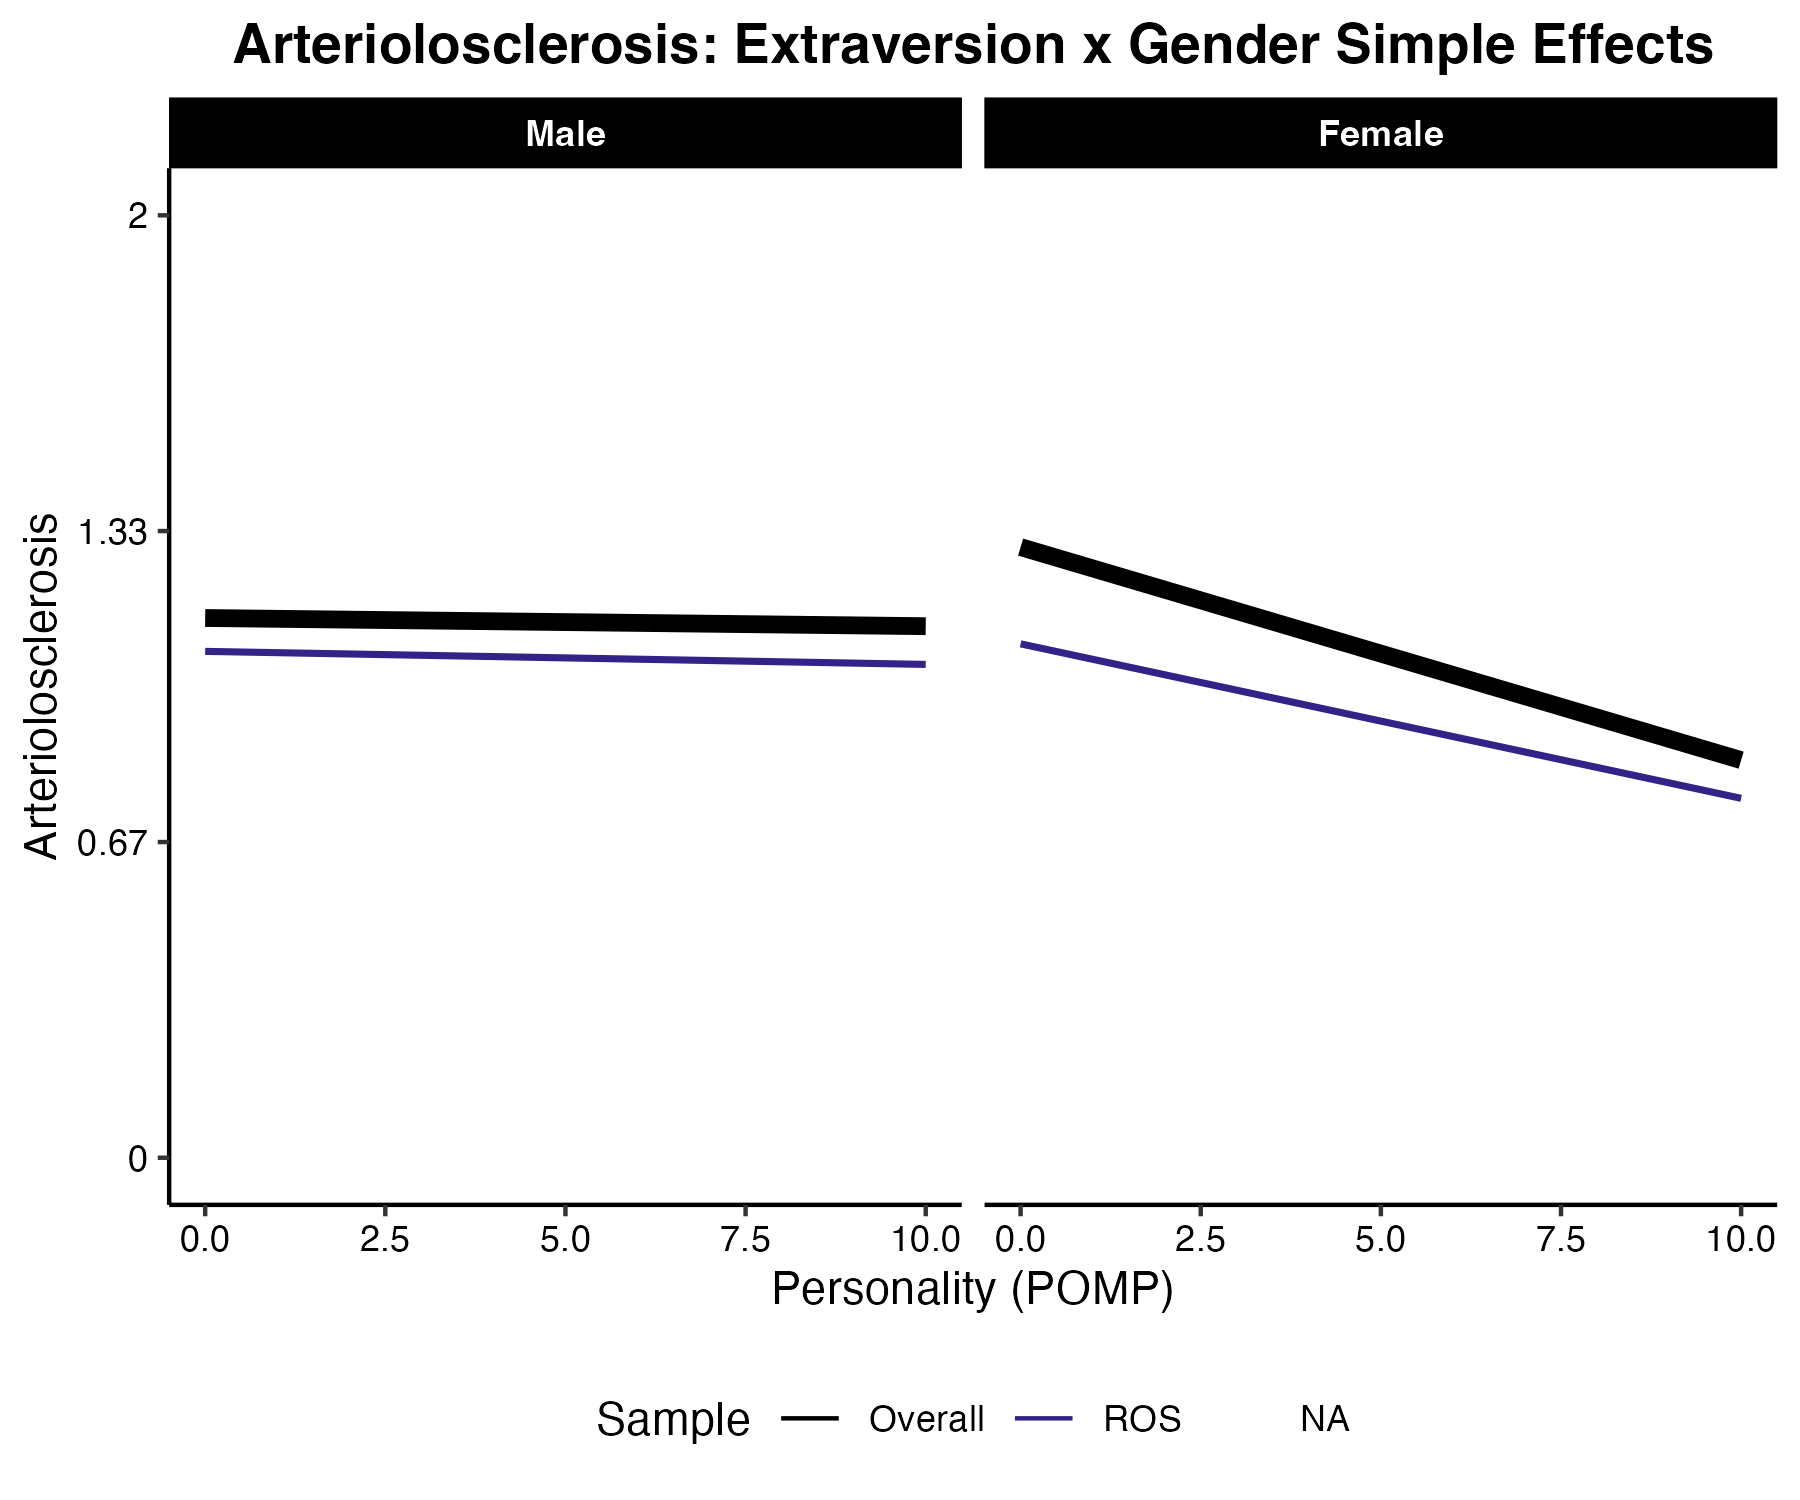 Arteriolosclerosis: Extraversion x Gender Simple Effects
Male
Female
Arteriolosclerosis
2
1.33
0.67
0
0.0 2.5 5.0 7.5 10.0
0.0 2.5 5.0 7.5 10.0
Personality (POMP)
Sample Overall ROS NA